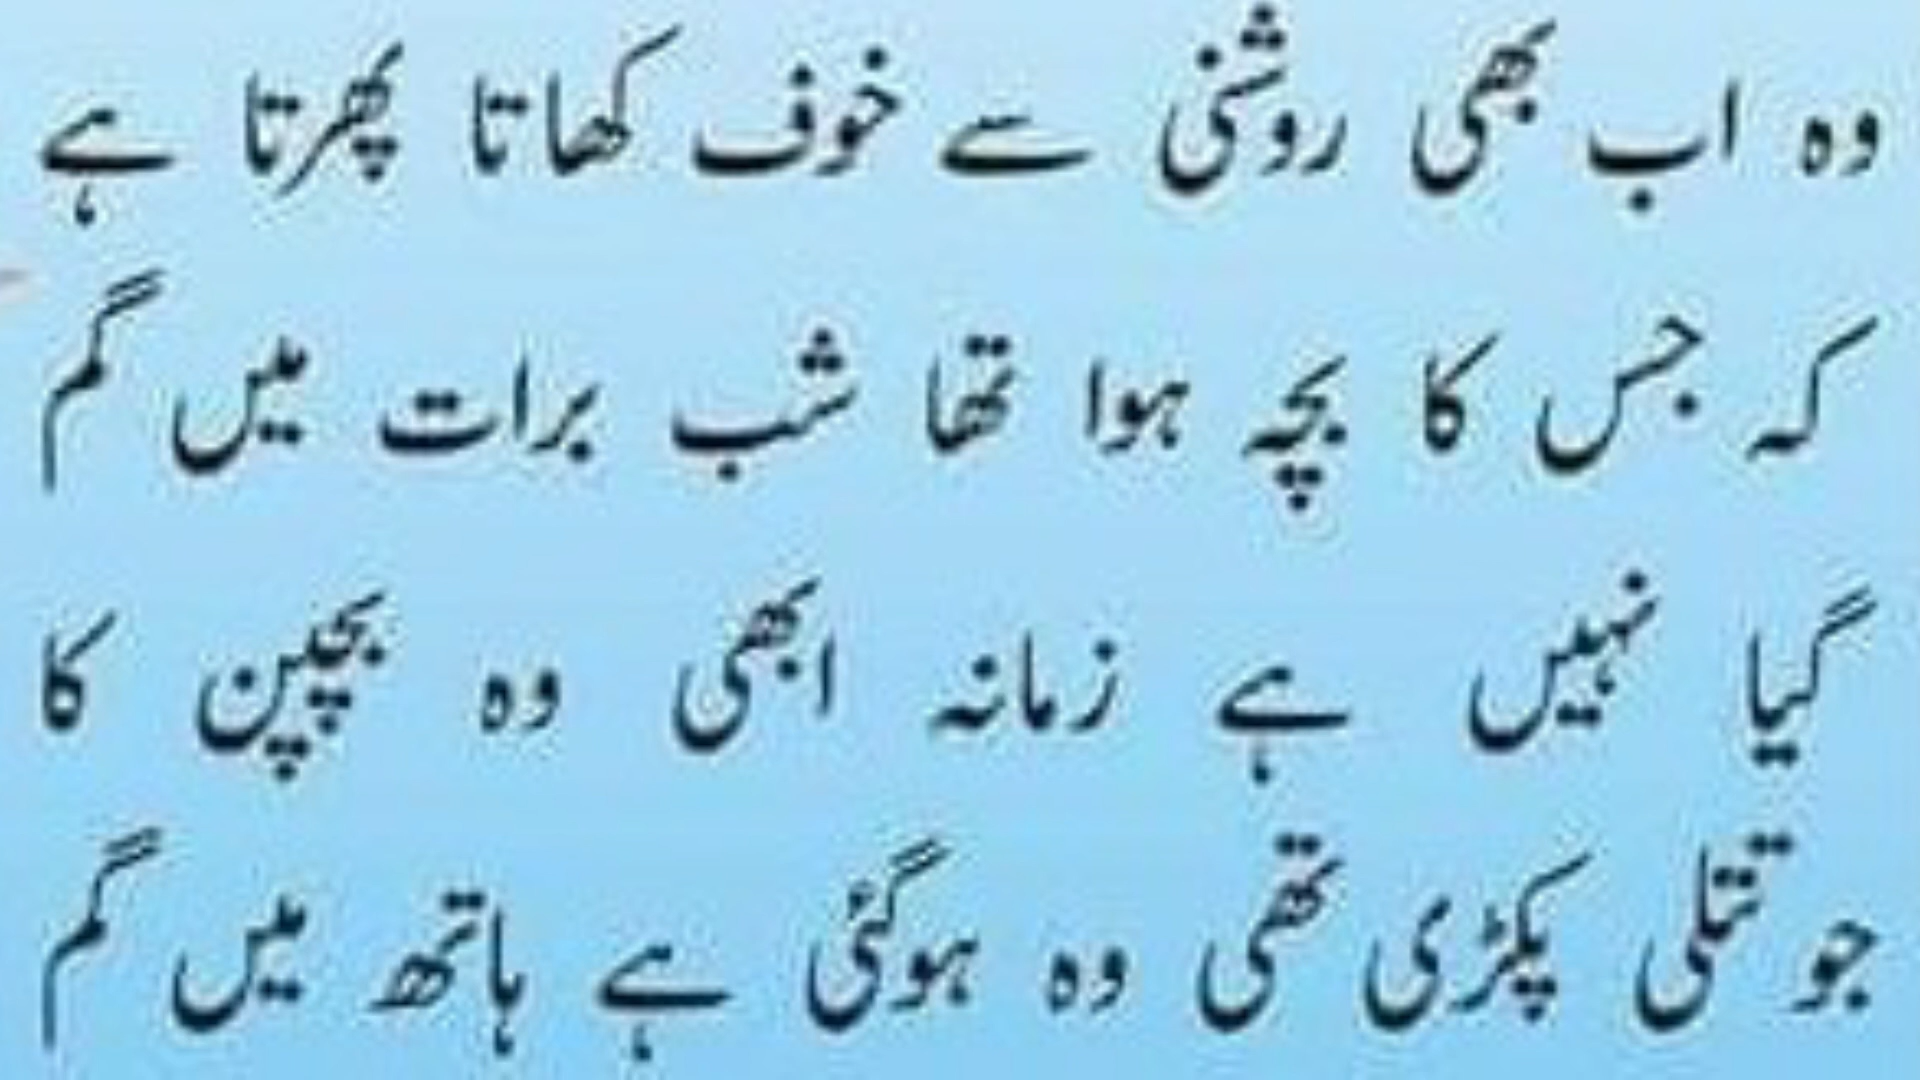 وہ اب بھی روشنی سے خوف کھاتا پھرتا ہے
کہ جس کا بچہ ہوا تھا شب برات میں گم
گیا نہیں ہے زمانہ ابھی وہ بچپن کا
جو تتلی پکڑی تھی وہ ہوگئی ہے ہاتھ میں گم